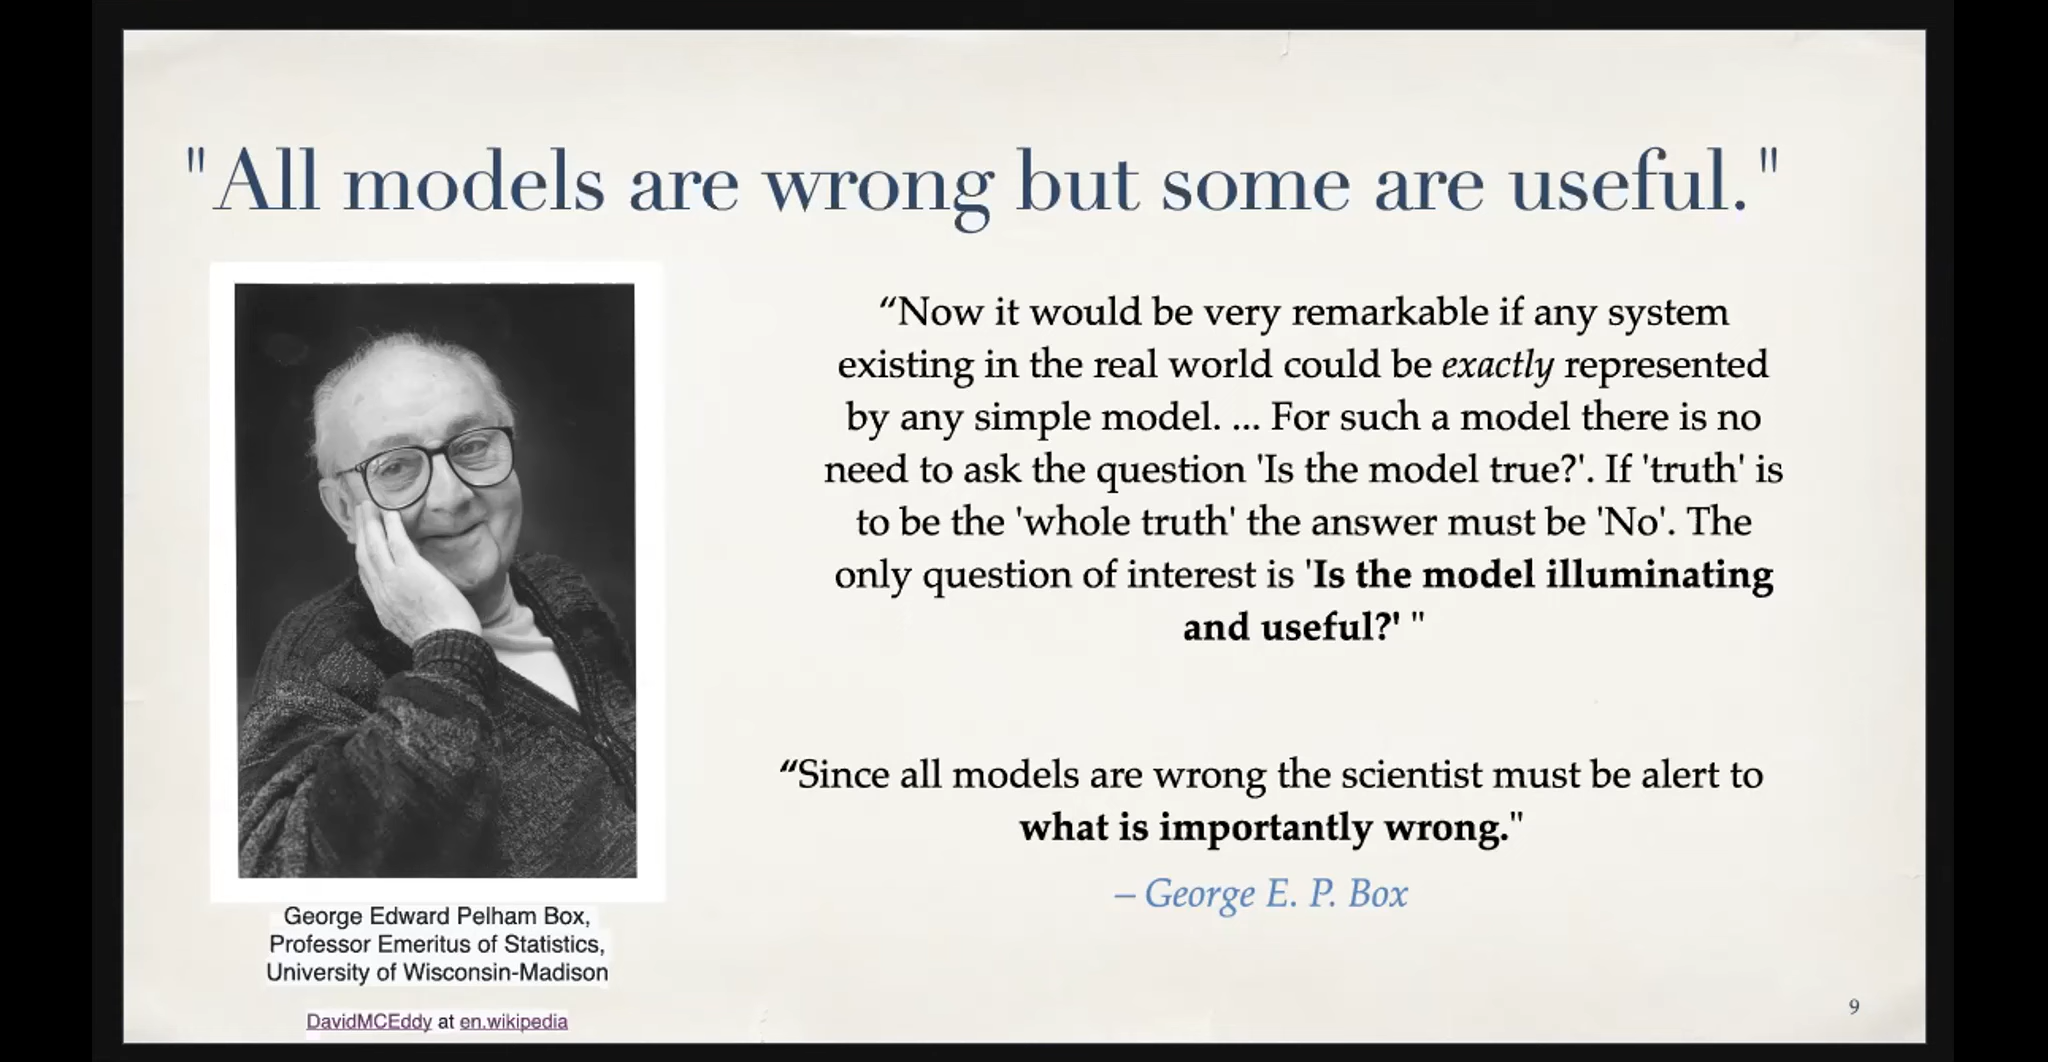 "All models are wrong but some are useful."
“Now it would be very remarkable if any system
existing in the real world could be exactly represented
by any simple model. ... For such a model there is no
need to ask the question 'Is the model true?'. If 'truth' is
to be the 'whole truth' the answer must be 'No'. The
only question of interest is 'Is the model illuminating
and useful?' "
“Since all models are wrong the scientist must be alert to
what is importantly wrong."
– George E. P. Box
George Edward Pelham Box,
Professor Emeritus of Statistics,
University of Wisconsin-Madison
DavidMCEddy at en.wikipedia
9